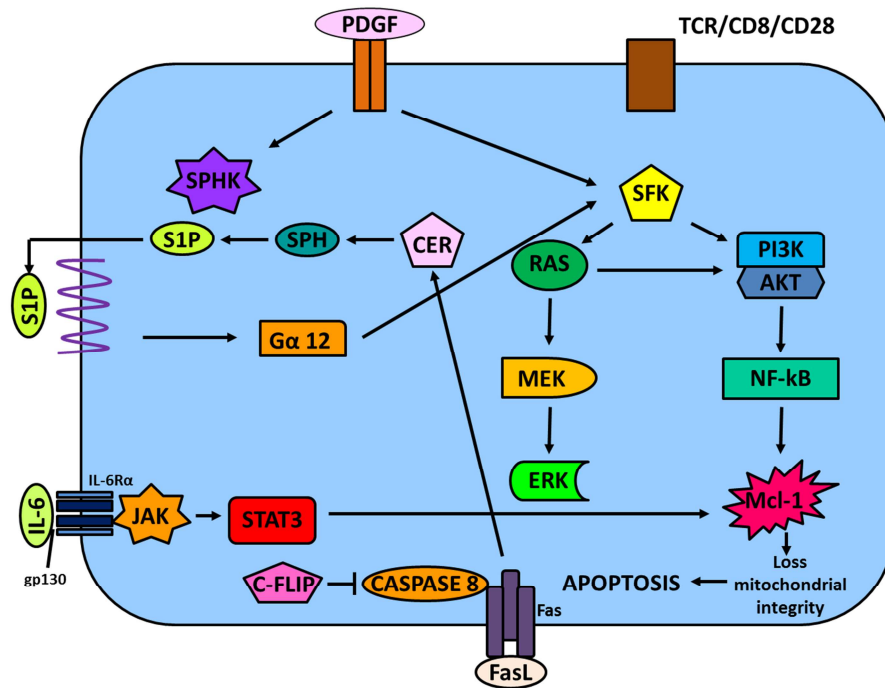 PDGF
TCR/CD8/CD28
SPHK
SFK
S1P
SPH
CER
RAS
PI3K
AKT
S1P
Gα 12
MEK
NF-kB
IL-6Rα
ERK
IL-6
JAK
STAT3
Mcl-1
gp130
C-FLIP
CASPASE 8
APOPTOSIS
Loss
mitochondrial
integrity
Fas
FasL